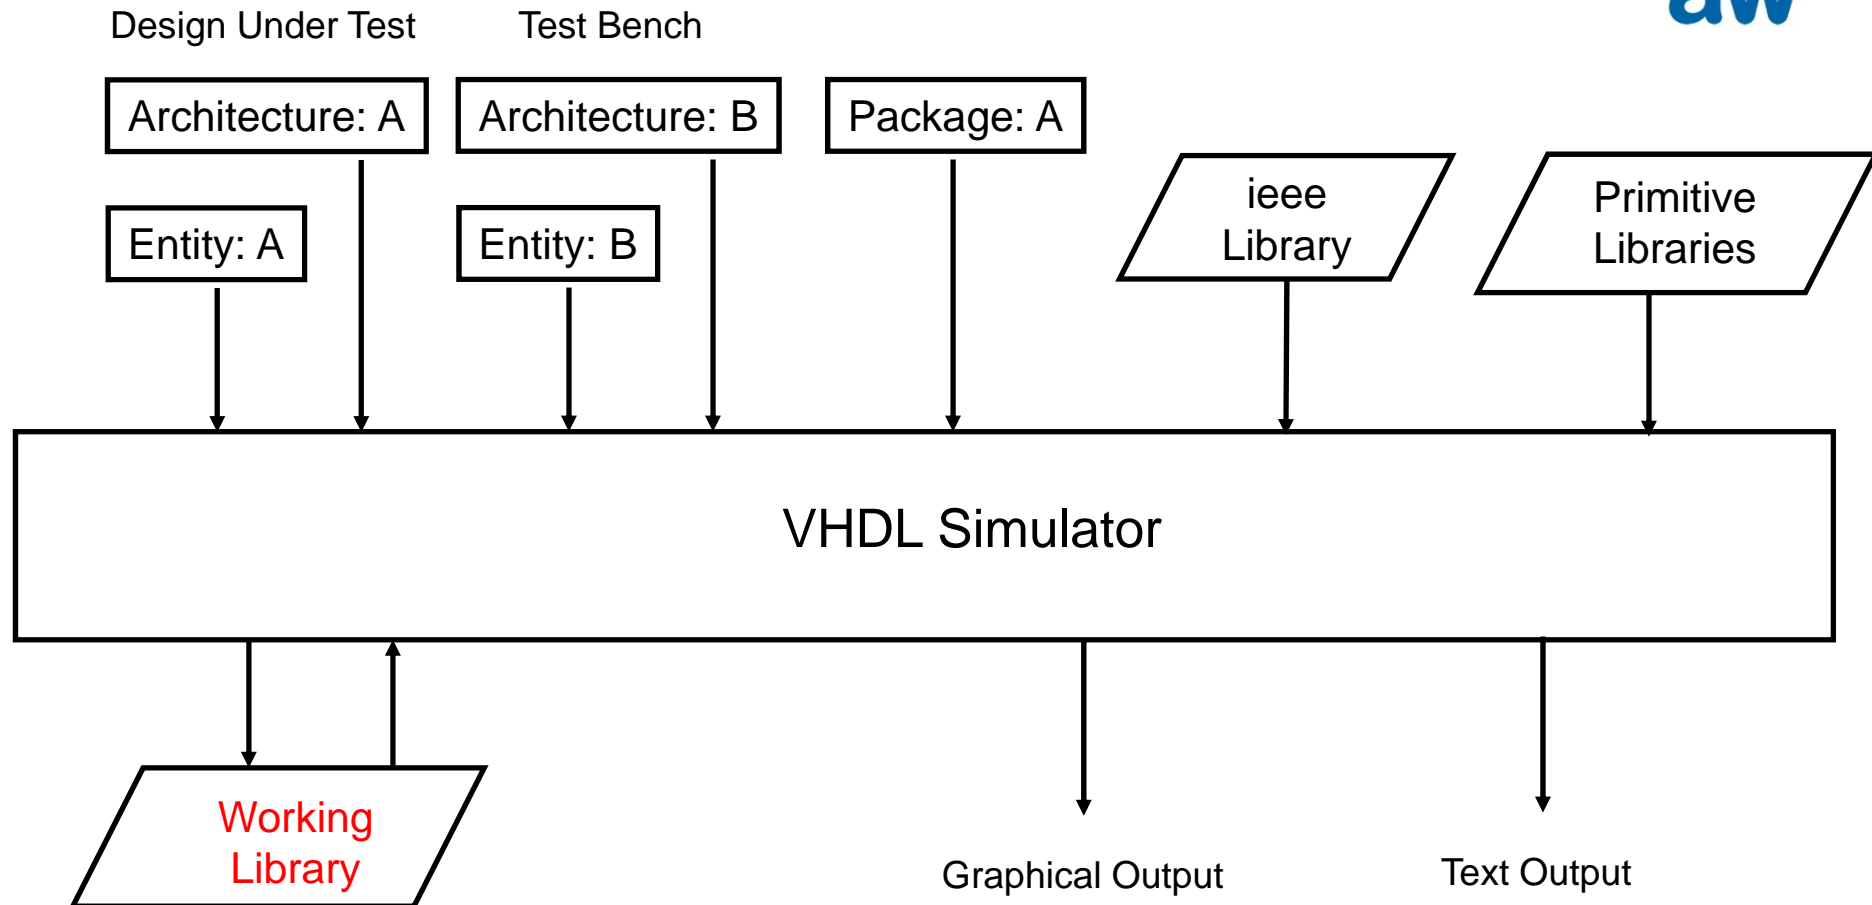 aw
Design Under Test
Test Bench
Architecture: A
Architecture: B
Package: A
ieee
Library
Primitive
Libraries
Entity: A
Entity: B
VHDL Simulator
Working
Library
Graphical Output
Text Output